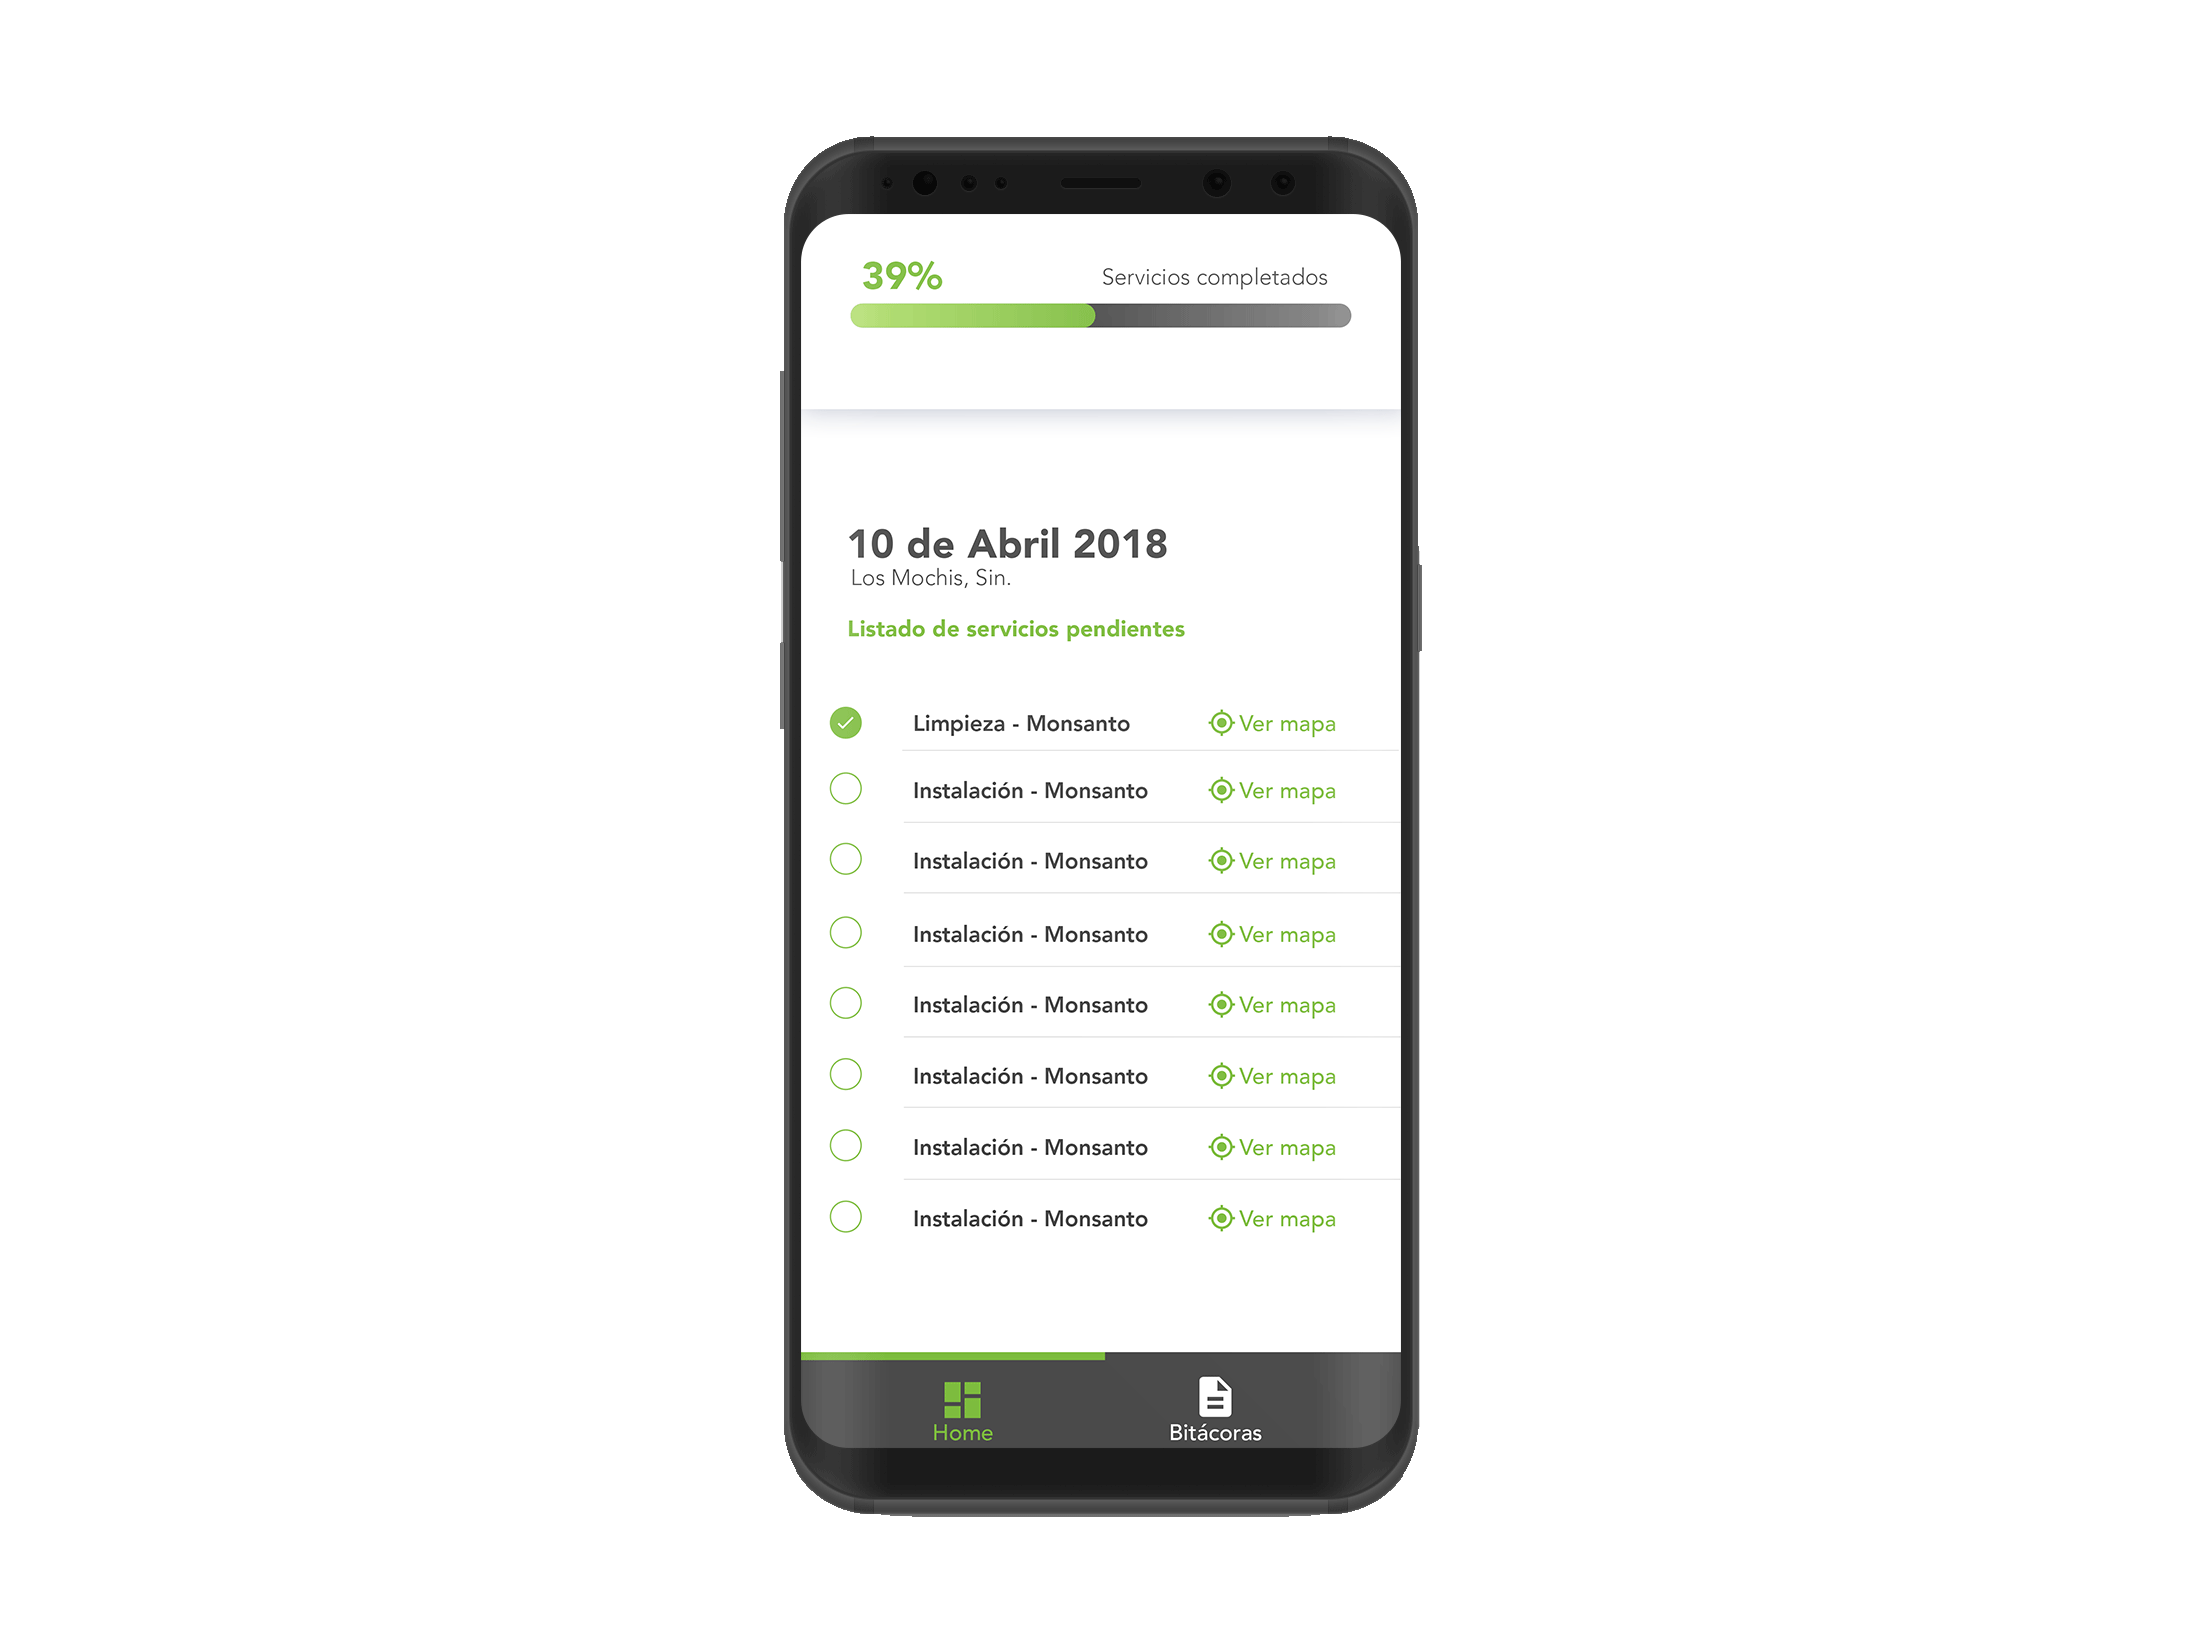 39% Servicios completados
10 de Abril 2018
Los Mochis, Sin.
Listado de servicios pendientes
Limpieza - Monsanto Ver mapa
Instalación - Monsanto Ver mapa
Instalación - Monsanto Ver mapa
Instalación - Monsanto Ver mapa
Instalación - Monsanto Ver mapa
Instalación - Monsanto Ver mapa
Instalación - Monsanto Ver mapa
Instalación - Monsanto Ver mapa
Home Bitácoras